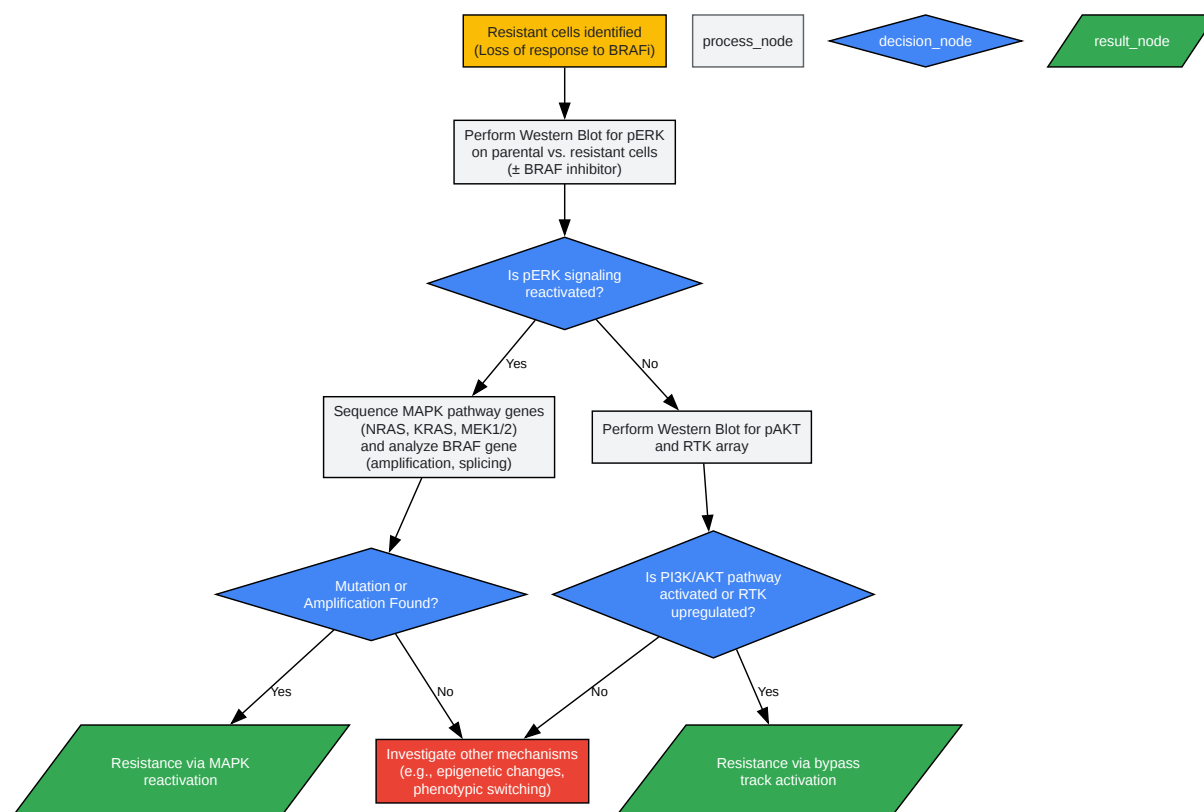 Resistant cells identified
(Loss of response to BRAFi)
process_node
decision_node
result_node
Perform Western Blot for pERK
on parental vs. resistant cells
(± BRAF inhibitor)
Is pERK signaling
reactivated?
Yes
No
Sequence MAPK pathway genes
(NRAS, KRAS, MEK1/2)
and analyze BRAF gene
(amplification, splicing)
Perform Western Blot for pAKT
and RTK array
Mutation or
Amplification Found?
Is PI3K/AKT pathway
activated or RTK
upregulated?
Yes
No
No
Yes
Resistance via MAPK
reactivation
Investigate other mechanisms
(e.g., epigenetic changes,
phenotypic switching)
Resistance via bypass
track activation